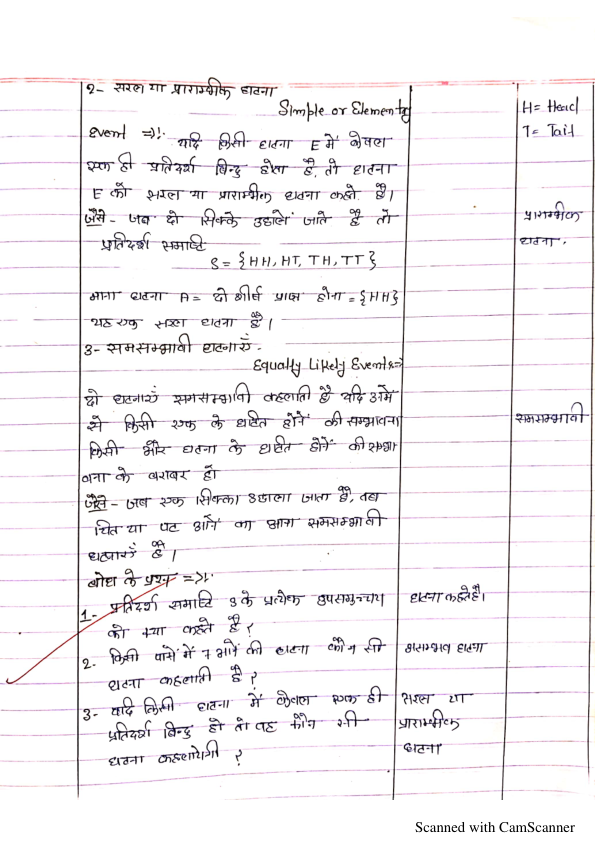 2- सरल या प्रारम्भीक घटना
Simple or Elementry
H= Head
Event =>!-
T= Tail
यदि किसी घटना E में केवल
एक ही प्रतिदर्श बिन्दु होता है, तो घटना
E को सरल या प्रारम्भीक घटना कहते है।
जैसे- जब दो सिक्के उछाले जाते है तो
प्रारम्भीक
प्रतिदर्श समाष्टि
घटना,
S = {HH, HT, TH, TT}
माना घटना A = दो शीर्ष प्राप्त होना = {HH}
यह एक सरल घटना है।
3- समसम्भावी घटनाएँ-
Equally Likely Events=>
दो घटनाएँ समसम्भावी कहलाती है यदि उनमें
से किसी एक के घटित होनें की सम्भावना
समसम्भावी
किसी और घटना के घटित होनें की सम्भा
वना के बराबर हो
जैसे- जब एक सिक्का उछाला जाता है, तब
चित या पट आनें का आना समसम्भावी
घटनाएँ है।
बोध के प्रश्न =>!-
1- प्रतिदर्श समाष्टि S के प्रत्येक उपसमुच्चय
घटना कहते है।
को क्या कहते है?
2. किसी पासे में 7 आनें की घटना कौन सी
असम्भव घटना
घटना कहलाती है?
3- यदि किसी घटना में केवल एक ही
सरल या
प्रतिदर्श बिन्दु हो तो वह कौन सी
प्रारम्भीक
घटना कहलायेगी ?
घटना
Scanned with CamScanner